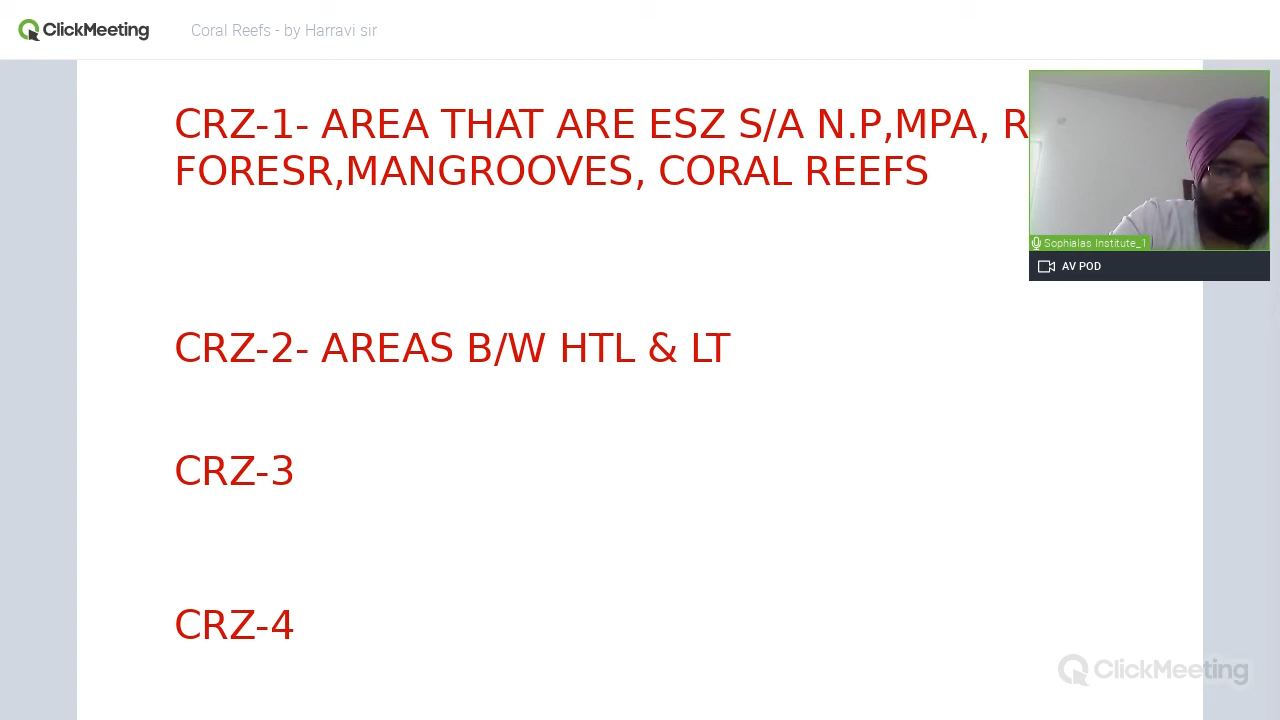 ClickMeeting
Coral Reefs - by Harravi sir
CRZ-1- AREA THAT ARE ESZ S/A N.P,MPA, R
FORESR,MANGROOVES, CORAL REEFS
Sophialas Institute_1
AV POD
CRZ-2- AREAS B/W HTL & LT
CRZ-3
CRZ-4
ClickMeeting